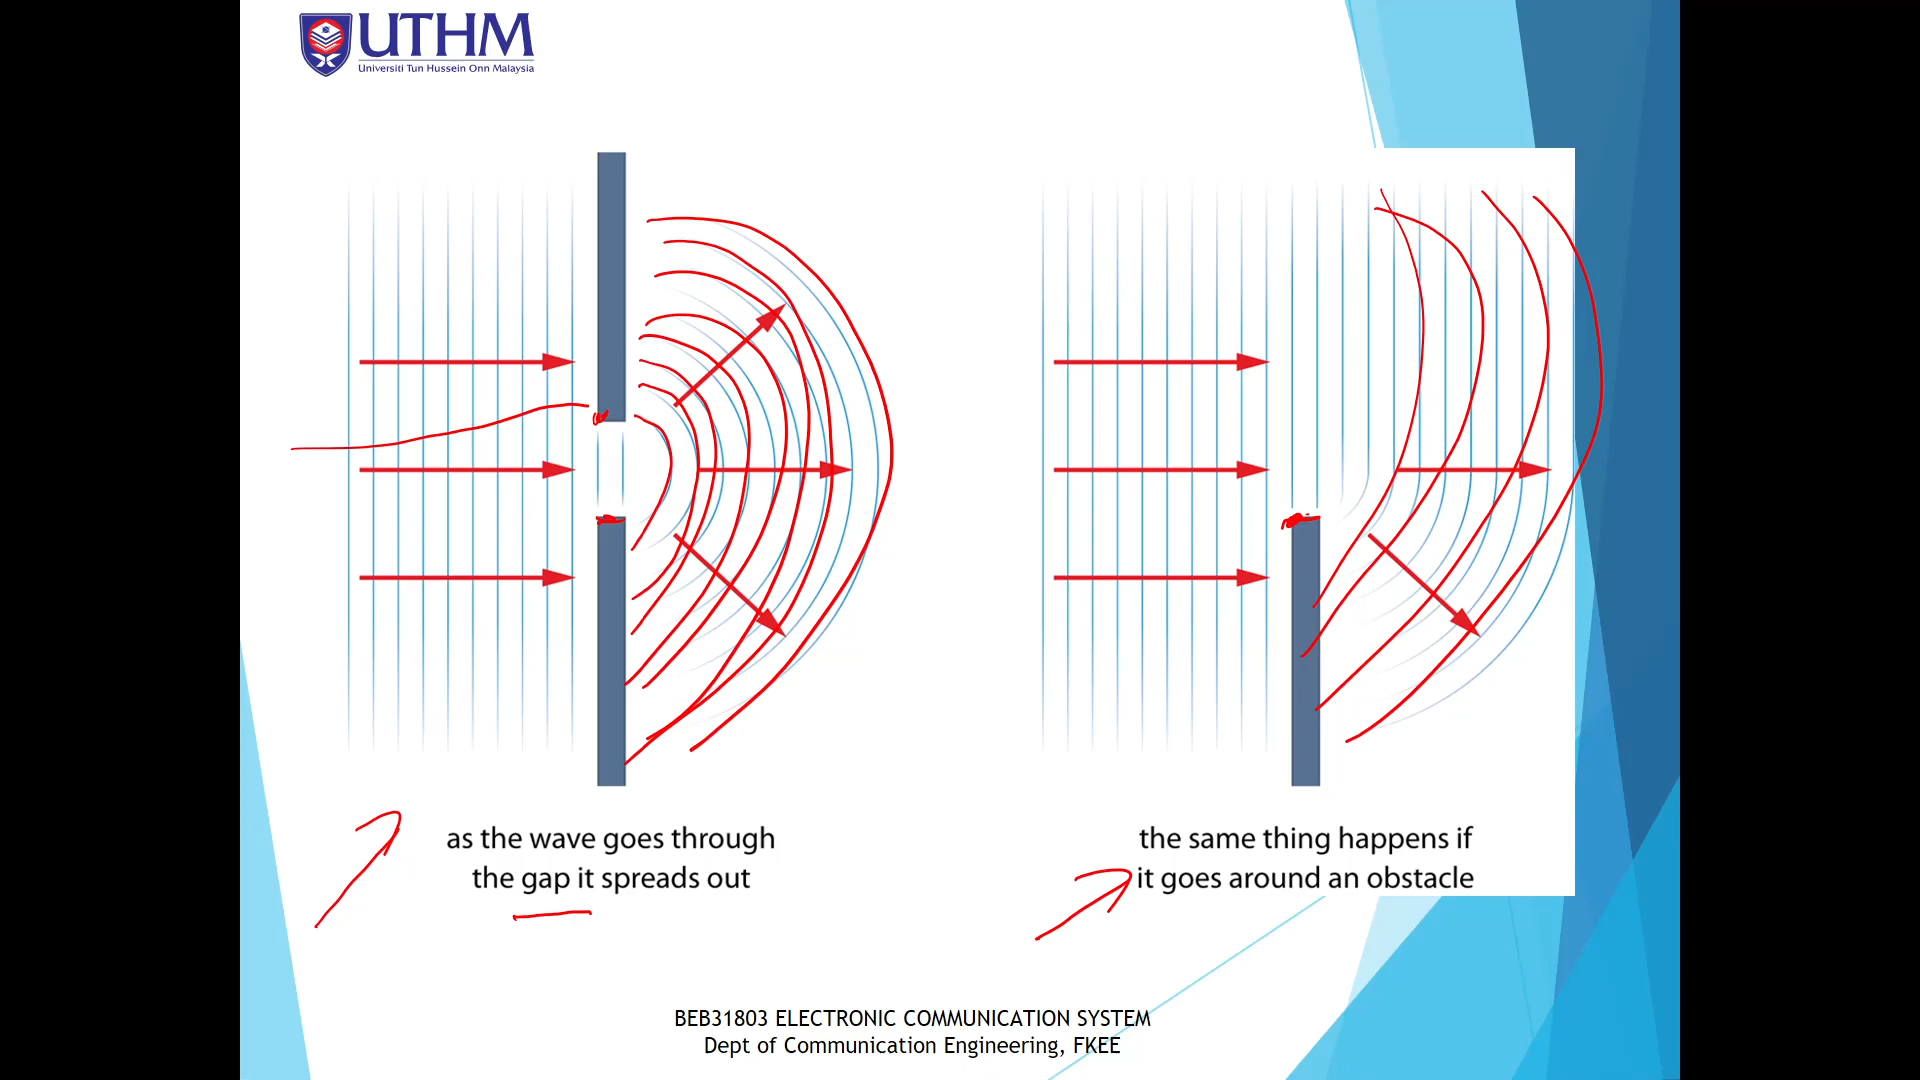 UTHM
Universiti Tun Hussein Onn Malaysia
as the wave goes through
the gap it spreads out
the same thing happens if
it goes around an obstacle
BEB31803 ELECTRONIC COMMUNICATION SYSTEM
Dept of Communication Engineering, FKEE